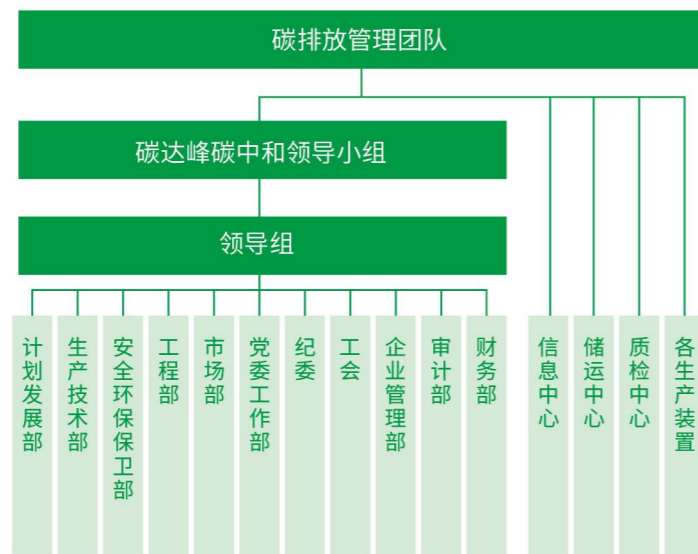 碳排放管理团队
碳达峰碳中和领导小组
领导组
计划发展部
生产技术部
安全环保保卫部
工程部
市场部
党委工作部
纪委
工会
企业管理部
审计部
财务部
信息中心
储运中心
质检中心
各生产装置